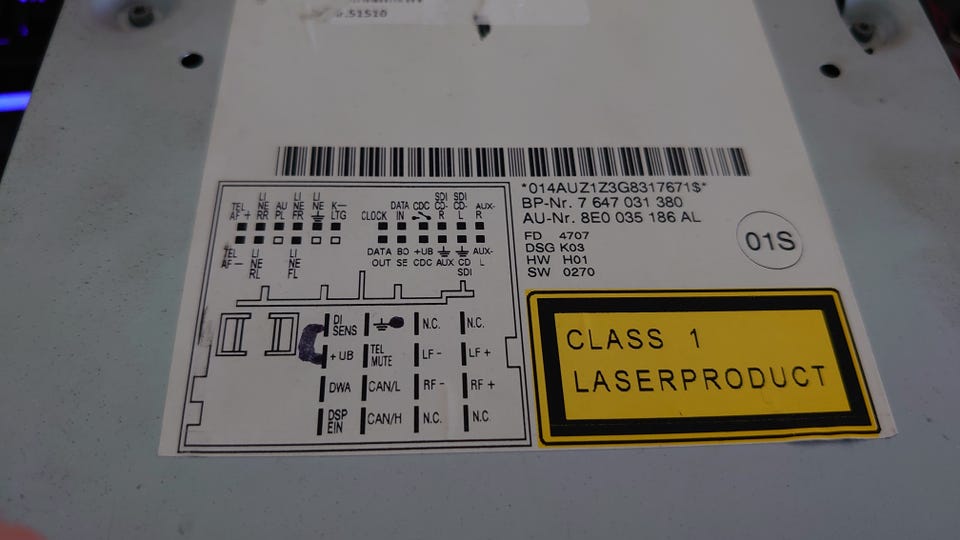 .51510
*014AUZ1Z3G8317671$*
BP-Nr. 7 647 031 380
AU-Nr. 8E0 035 186 AL
FD 4707
DSG K03
HW H01
SW 0270
01S
TEL AF + LI NE RR AU PL LI NE FR LI NE K- LTG
TEL AF - LI NE RL LI NE FL
CLOCK DATA IN CDC SDI CD- R SDI CD- L AUX- R
DATA OUT BO SE +UB CDC AUX CD SDI AUX- L
DI SENS N.C. N.C.
+ UB TEL MUTE LF - LF +
DWA CAN/L RF - RF +
DSP EIN CAN/H N.C. N.C.
CLASS 1
LASERPRODUCT